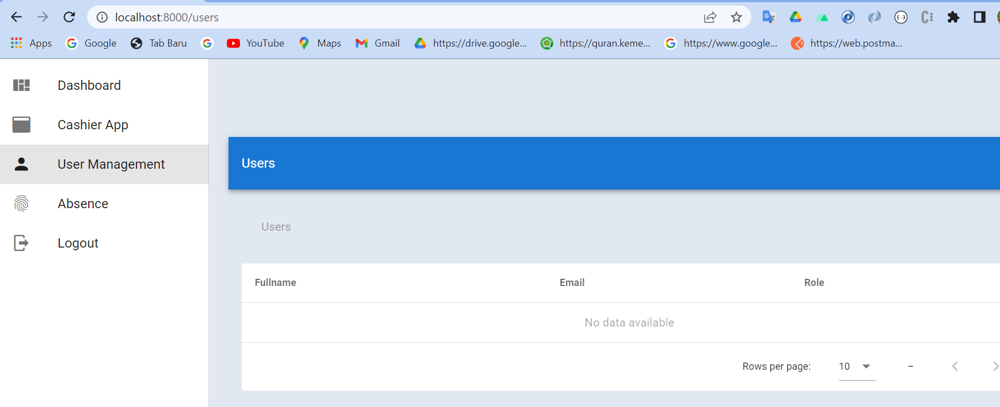 localhost:8000/users
Apps Google Tab Baru YouTube Maps Gmail https://drive.google... https://quran.keme... https://www.google... https://web.postma...
Dashboard
Cashier App
User Management
Absence
Logout
Users
Users
Fullname Email Role
No data available
Rows per page: 10 –